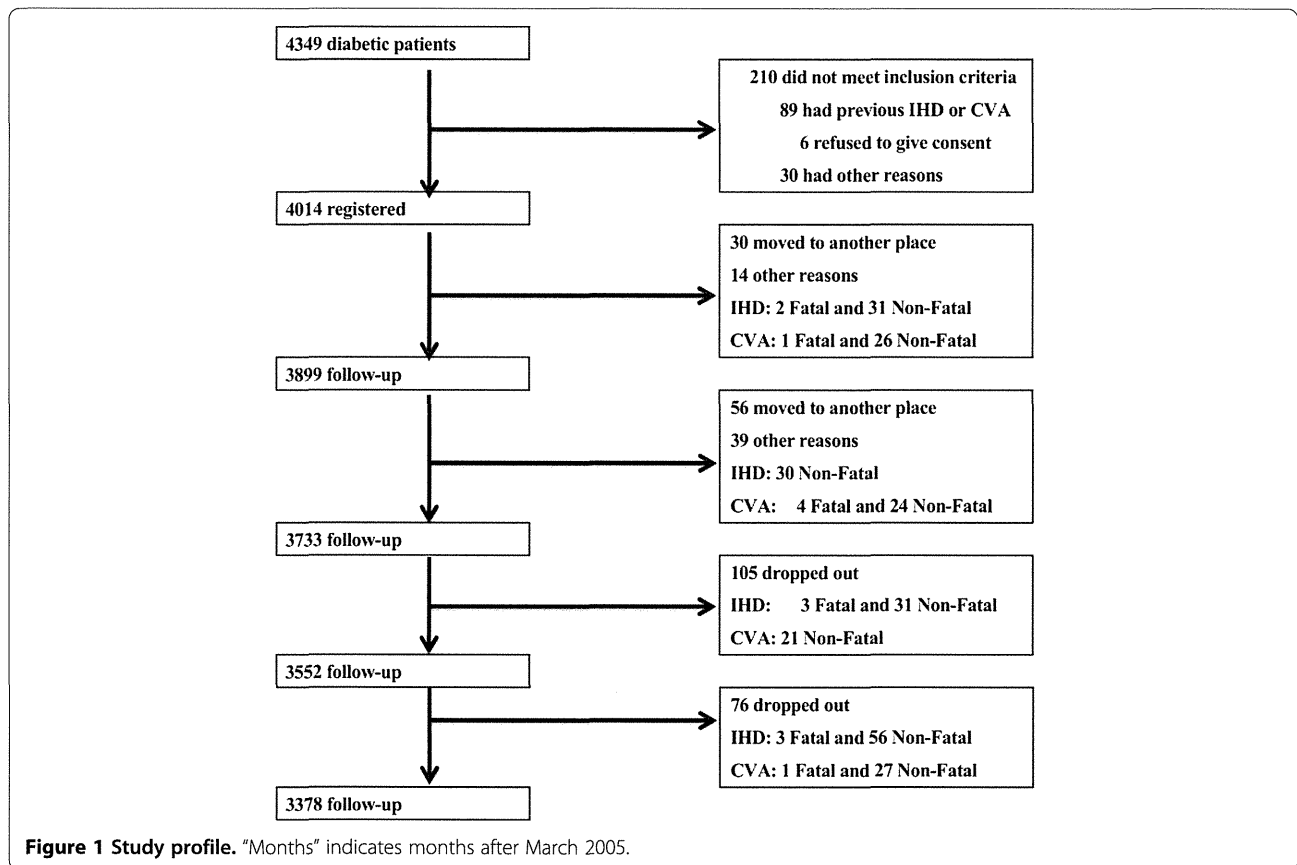 4349 diabetic patients
210 did not meet inclusion criteria
89 had previous IHD or CVA
6 refused to give consent
30 had other reasons
4014 registered
30 moved to another place
14 other reasons
IHD: 2 Fatal and 31 Non-Fatal
CVA: 1 Fatal and 26 Non-Fatal
3899 follow-up
56 moved to another place
39 other reasons
IHD: 30 Non-Fatal
CVA: 4 Fatal and 24 Non-Fatal
3733 follow-up
105 dropped out
IHD: 3 Fatal and 31 Non-Fatal
CVA: 21 Non-Fatal
3552 follow-up
76 dropped out
IHD: 3 Fatal and 56 Non-Fatal
CVA: 1 Fatal and 27 Non-Fatal
3378 follow-up
Figure 1 Study profile. "Months" indicates months after March 2005.